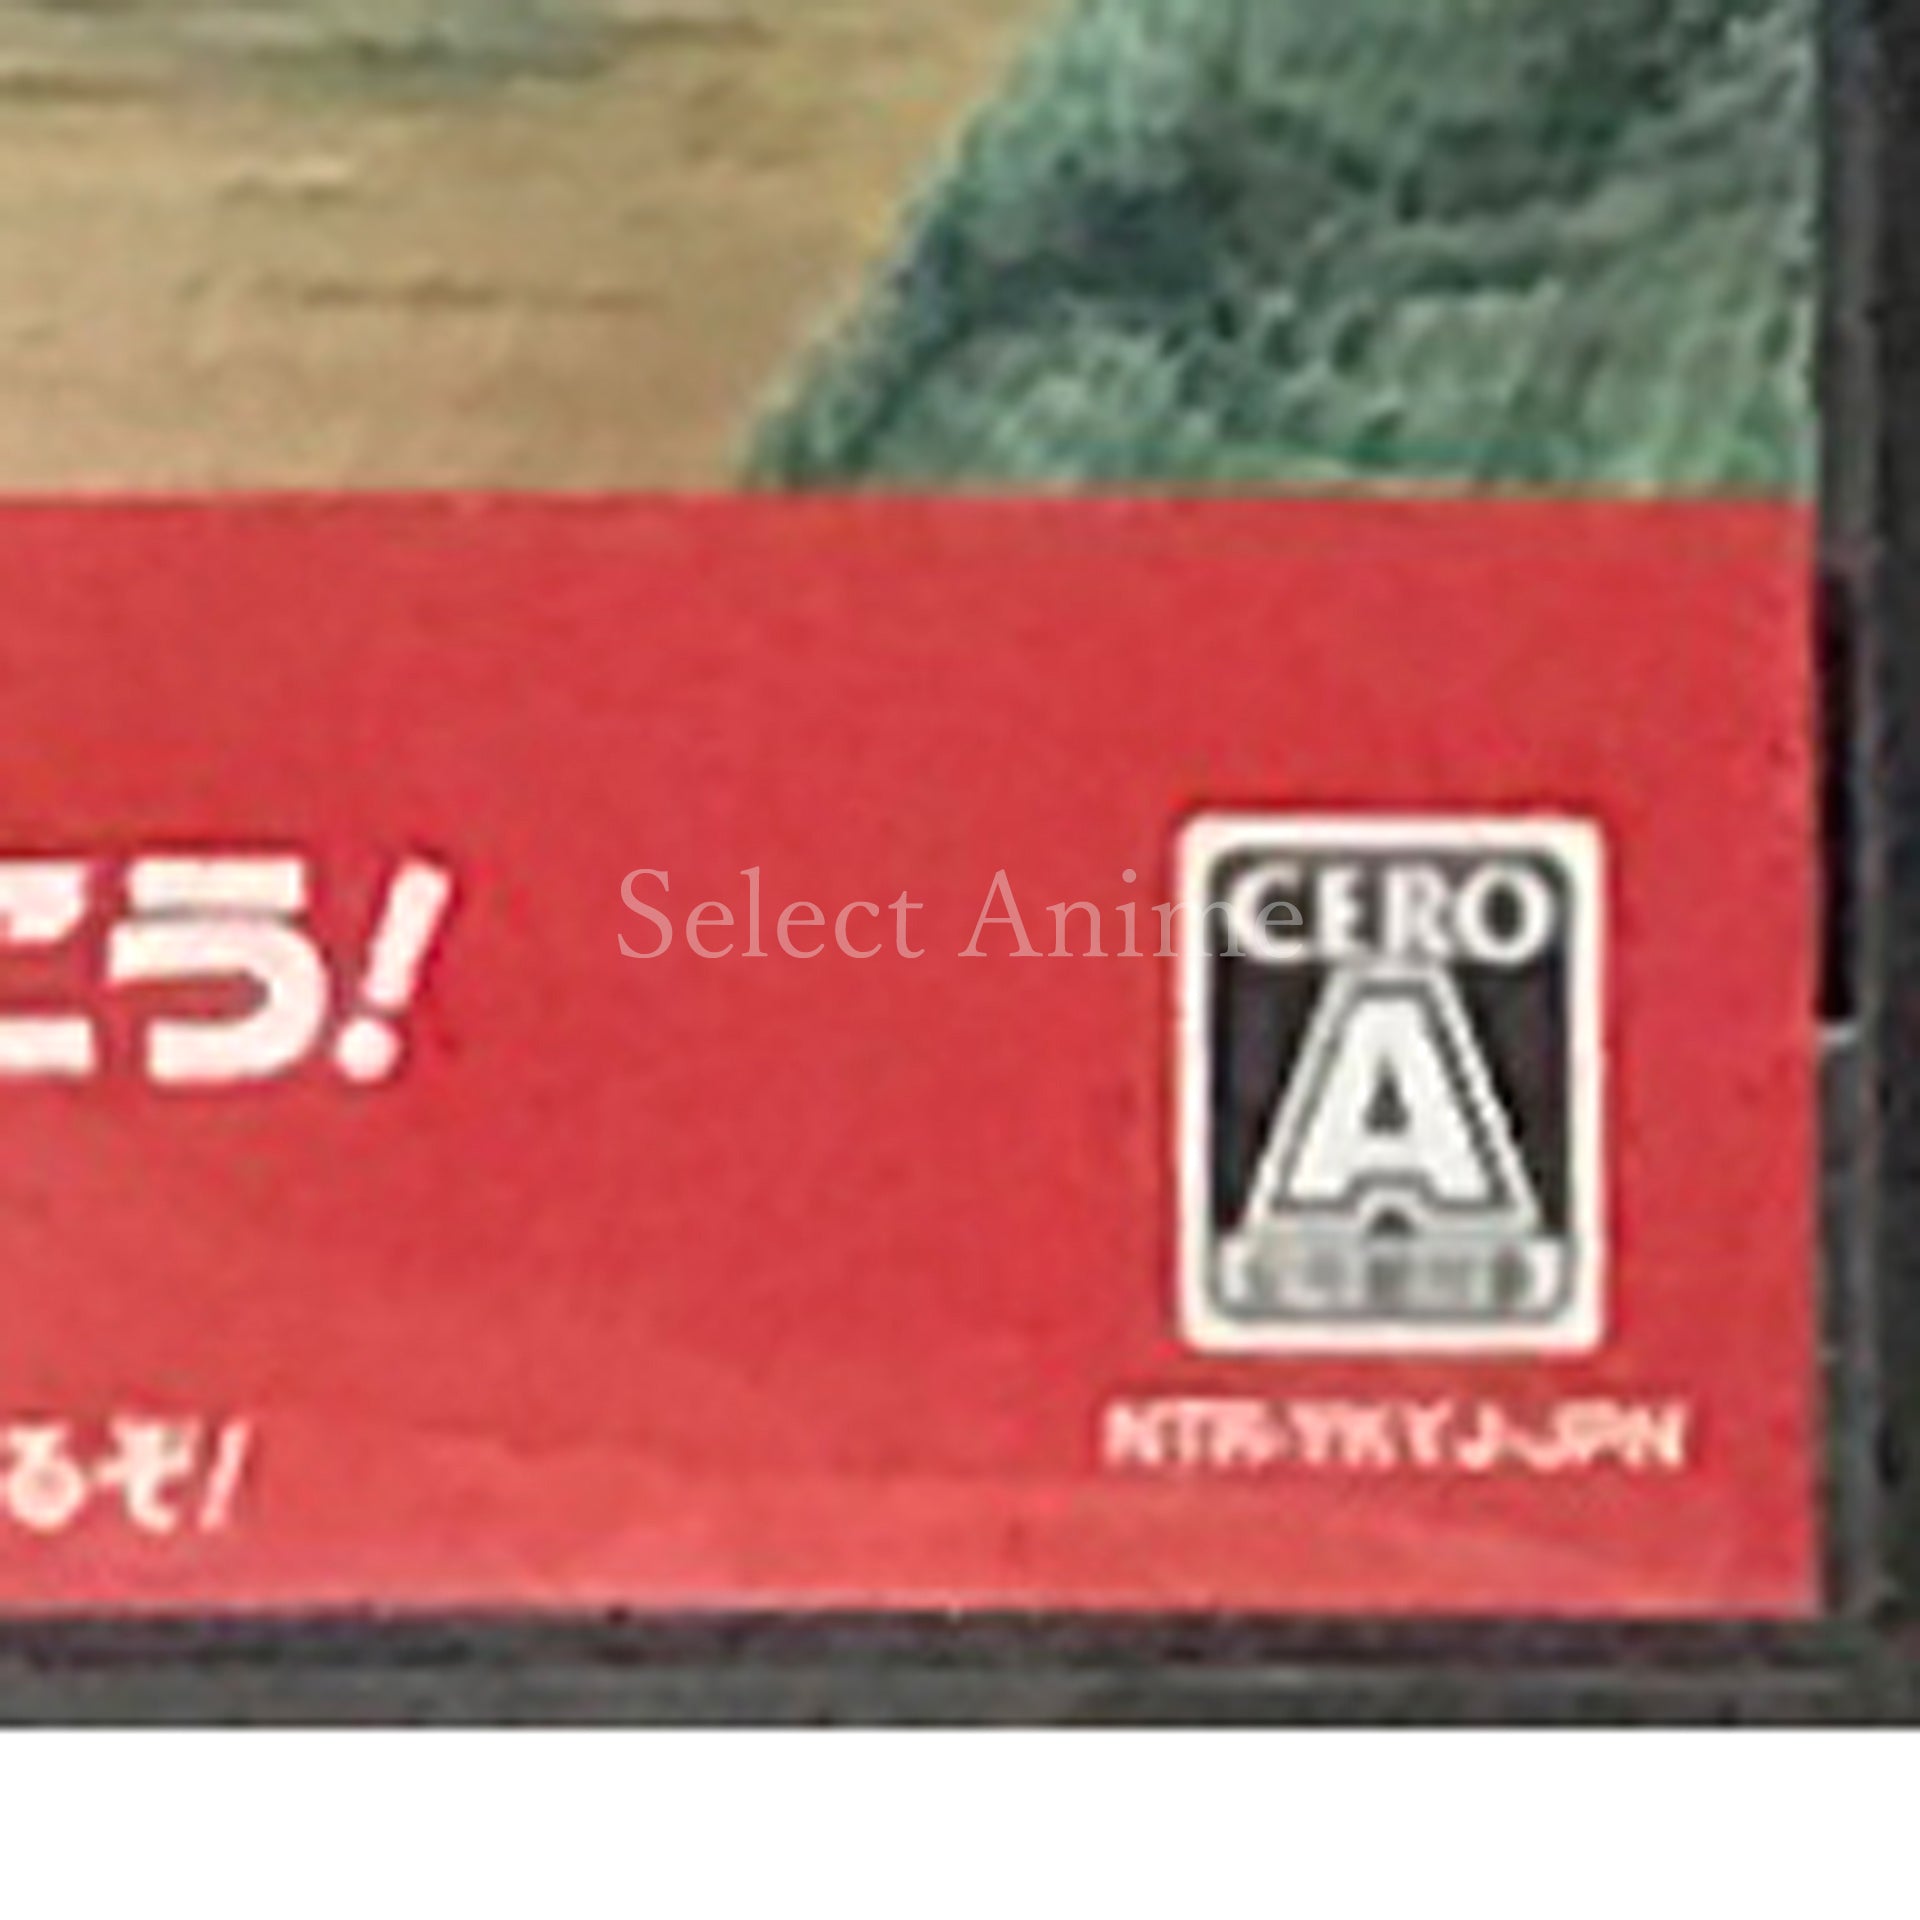 こう!
Select Anime
CERO
A
るぞ!
NTR-YKYJ-JPN